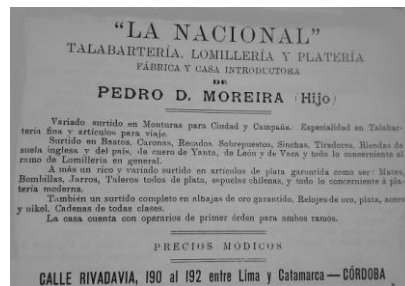 “LA NACIONAL”
TALABARTERÍA, LOMILLERÍA Y PLATERÍA
FÁBRICA Y CASA INTRODUCTORA
DE
PEDRO D. MOREIRA (Hijo)
Variado surtido en Monturas para Ciudad y Campaña. Especialidad en Talabar-
tería fina y artículos para viaje.
Surtido en Bastos, Caronas, Recados, Sobrepuestos, Sinchas, Tiradores, Riendas de
suela inglesa y del país, de cuero de Yanta, de León y de Vaca y todo lo concerniente al
ramo de Lomillería en general.
A más un rico y variado surtido en artículos de plata garantida como ser: Mates,
Bombillas, Jarros, Taleros todos de plata, espuelas chilenas, y todo lo concerniente á pla-
tería moderna.
También un surtido completo en alhajas de oro garantido, Relojes de oro, plata, acero
y nikel. Cadenas de todas clases.
La casa cuenta con operarios de primer órden para ambos ramos.
PRECIOS MÓDICOS
CALLE RIVADAVIA, 190 al 192 entre Lima y Catamarca — CÓRDOBA